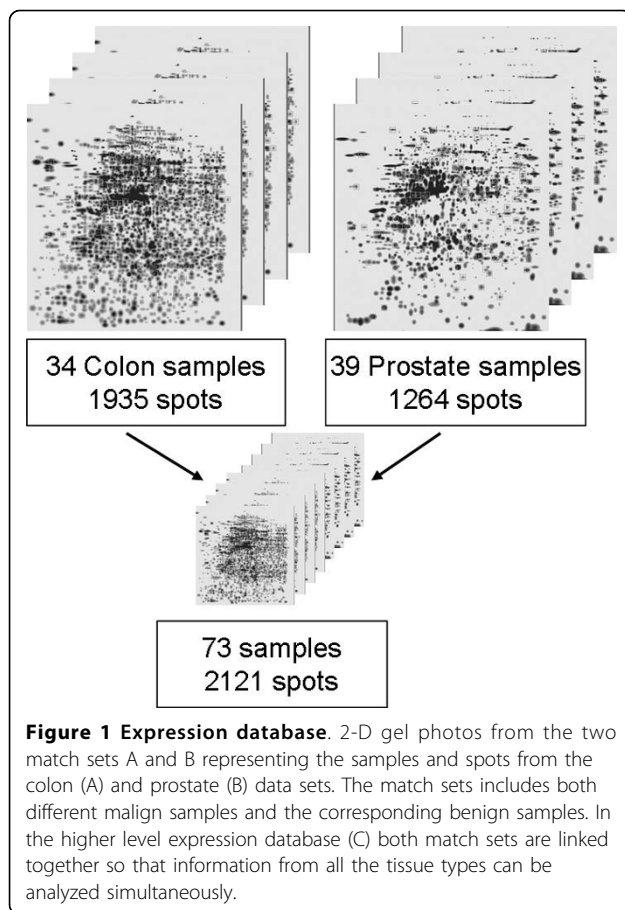 34 Colon samples
1935 spots
39 Prostate samples
1264 spots
73 samples
2121 spots
Figure 1 Expression database. 2-D gel photos from the two
match sets A and B representing the samples and spots from the
colon (A) and prostate (B) data sets. The match sets includes both
different malign samples and the corresponding benign samples. In
the higher level expression database (C) both match sets are linked
together so that information from all the tissue types can be
analyzed simultaneously.